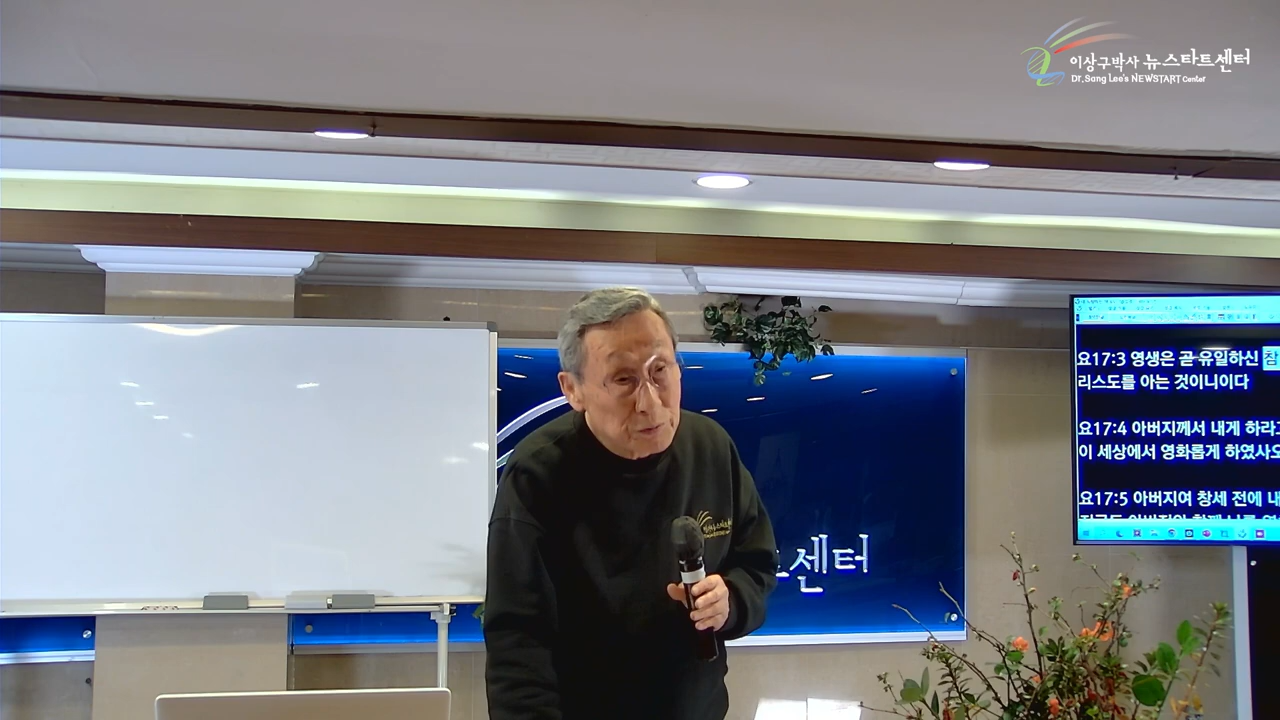 이상구박사 뉴스타트센터
Dr. Sang Lee's NEWSTART Center
요17:3 영생은 곧 유일하신 참
리스도를 아는 것이니이다
요17:4 아버지께서 내게 하라고
이 세상에서 영화롭게 하였사오
요17:5 아버지여 창세 전에 내
트센터